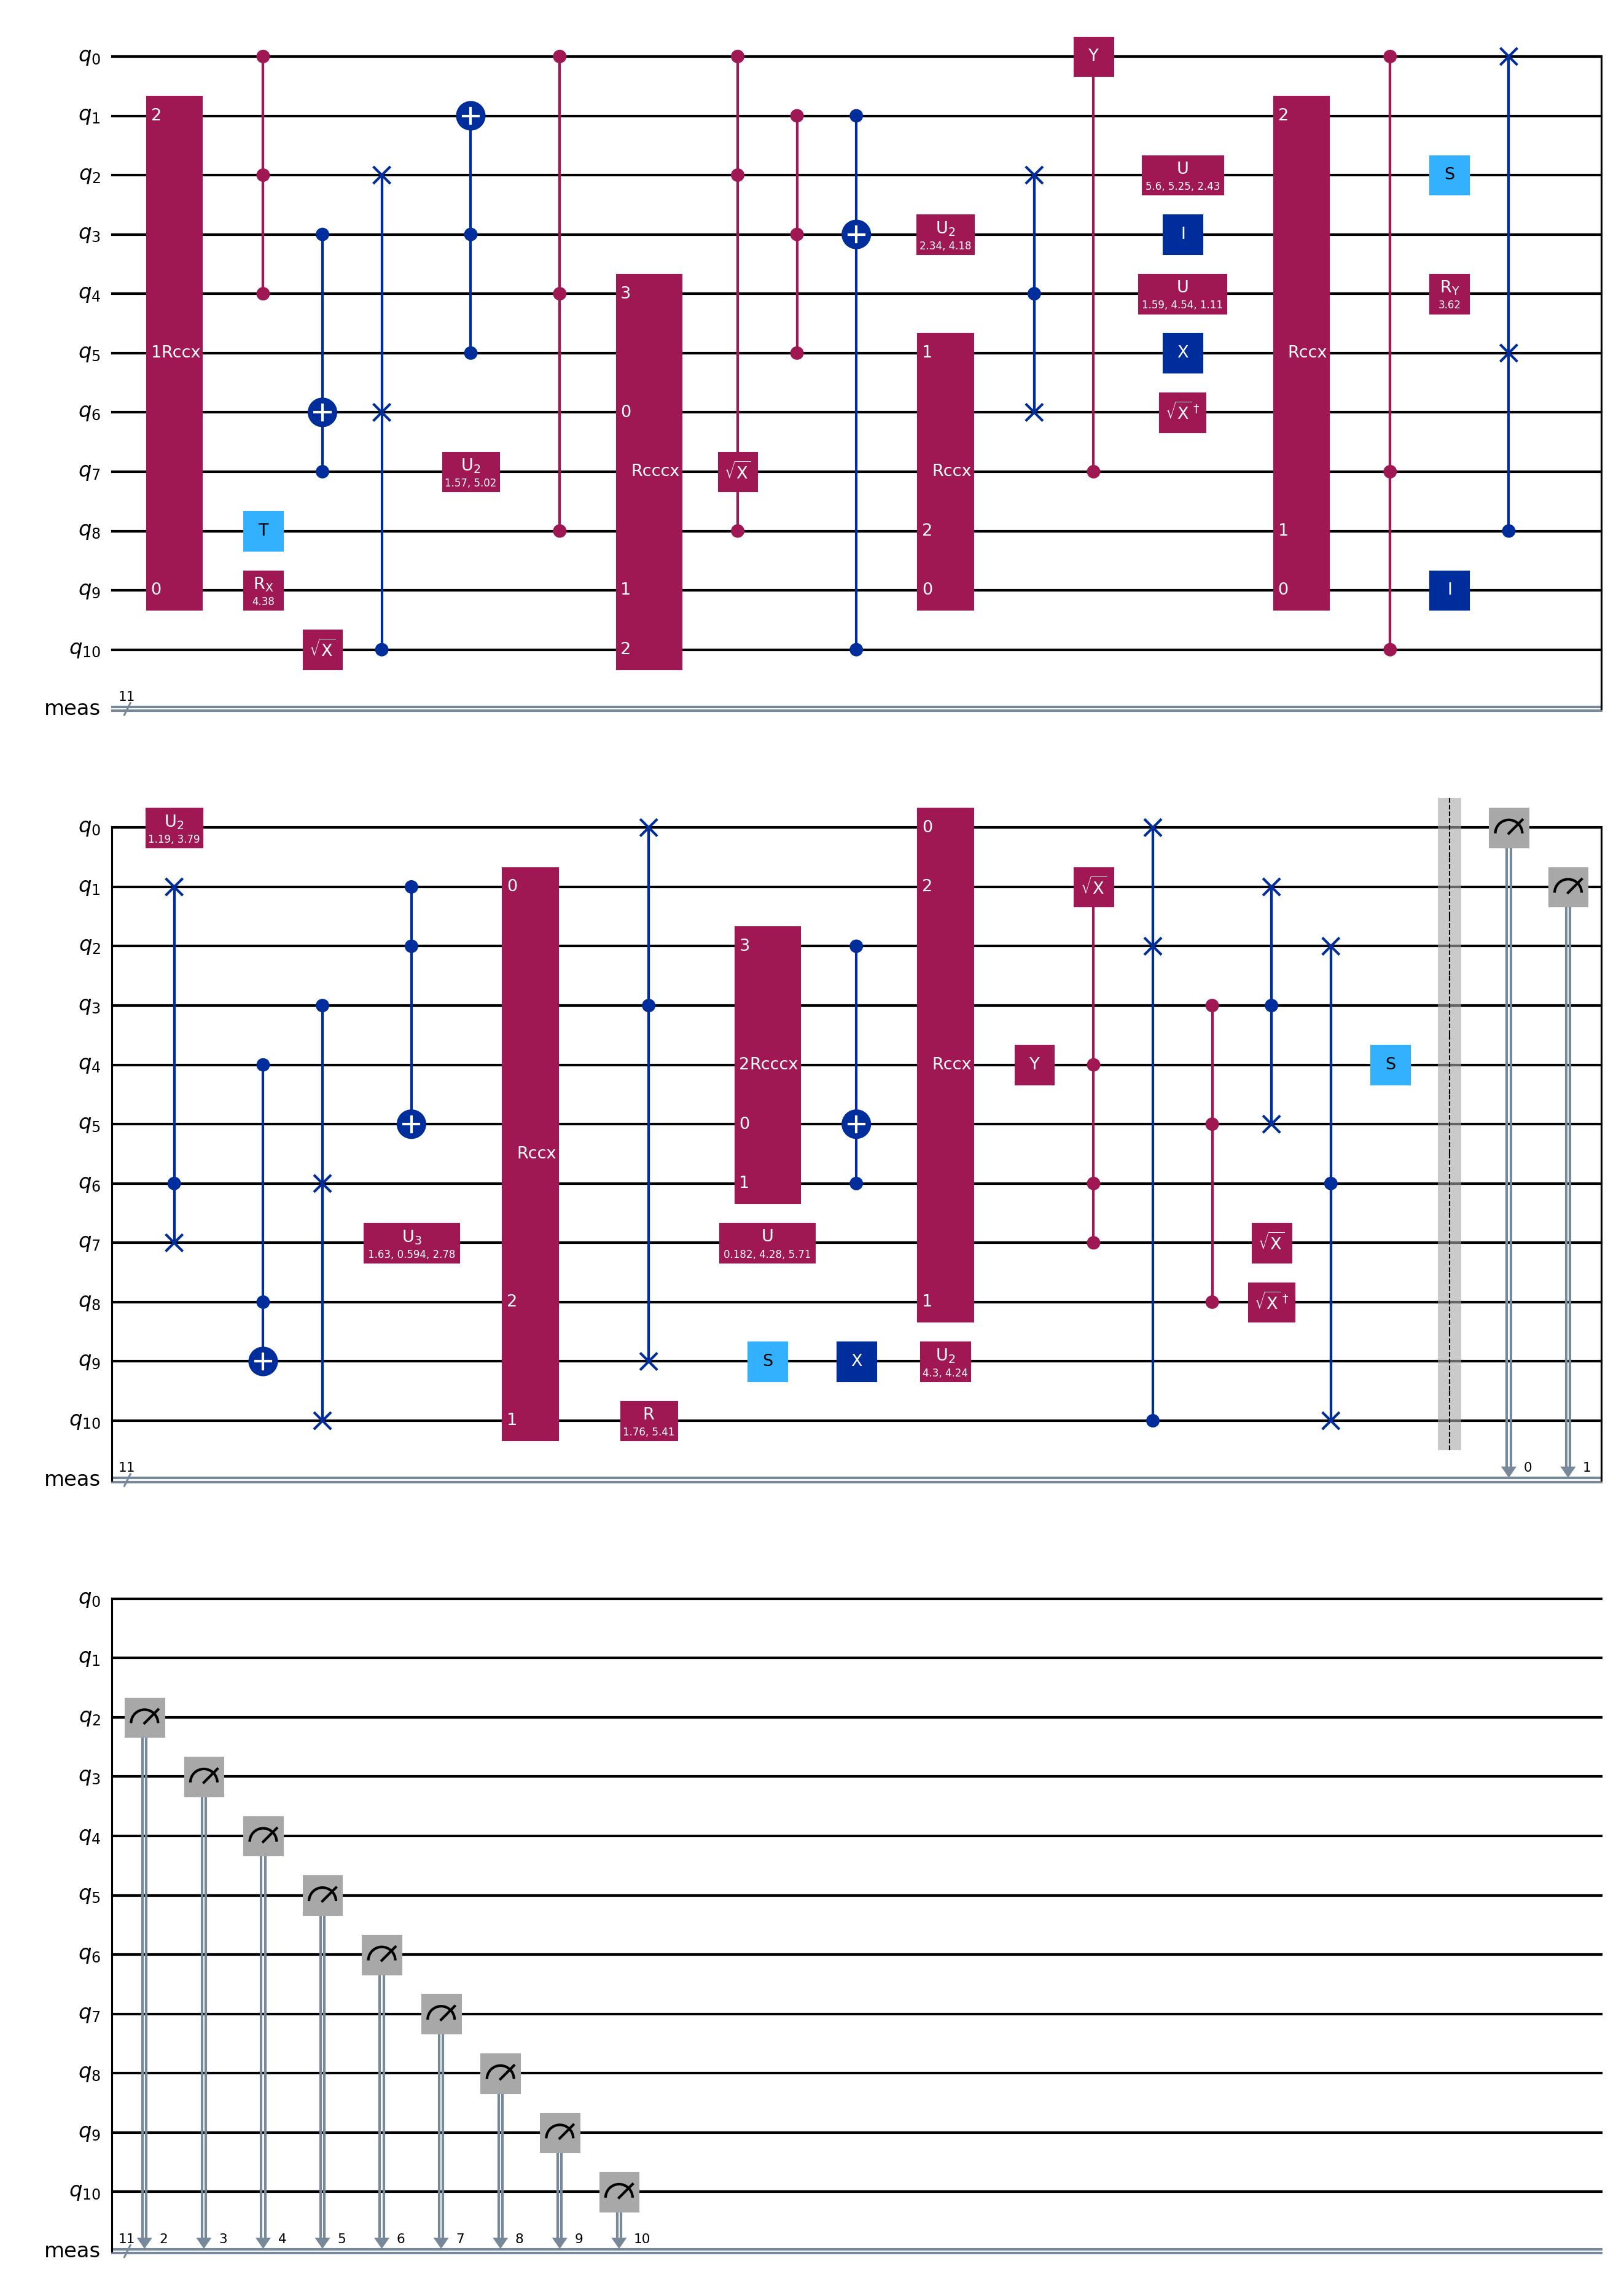 q0 Y
q1 2 2
q2 U 5.6, 5.25, 2.43 S
q3 U2 2.34, 4.18 I
q4 3 U 1.59, 4.54, 1.11 RY 3.62
q5 1Rccx 1 X Rccx
q6 0 √X†
q7 U2 1.57, 5.02 Rcccx √X Rccx
q8 T 2 1
q9 0 RX 4.38 1 0 0 I
q10 √X 2
meas 11
q0 U2 1.19, 3.79 0
q1 0 2 √X
q2 3
q3
q4 2Rcccx Rccx Y S
q5 0
Rccx
q6 1
q7 U3 1.63, 0.594, 2.78 U 0.182, 4.28, 5.71 √X
q8 2 1 √X†
q9 S X U2 4.3, 4.24
q10 1 R 1.76, 5.41
meas 11 0 1
q0
q1
q2
q3
q4
q5
q6
q7
q8
q9
q10
meas 11 2 3 4 5 6 7 8 9 10